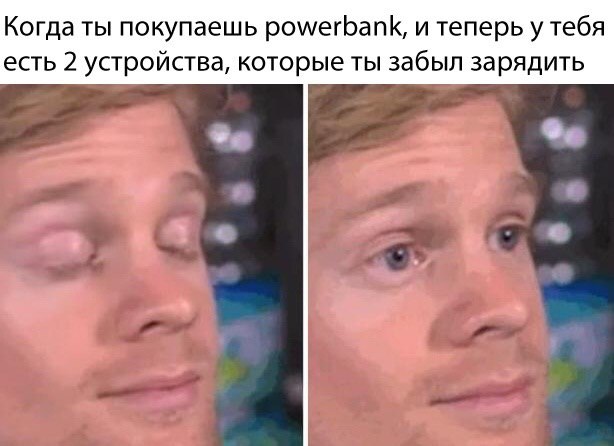 Когда ты покупаешь powerbank, и теперь у тебя
есть 2 устройства, которые ты забыл зарядить